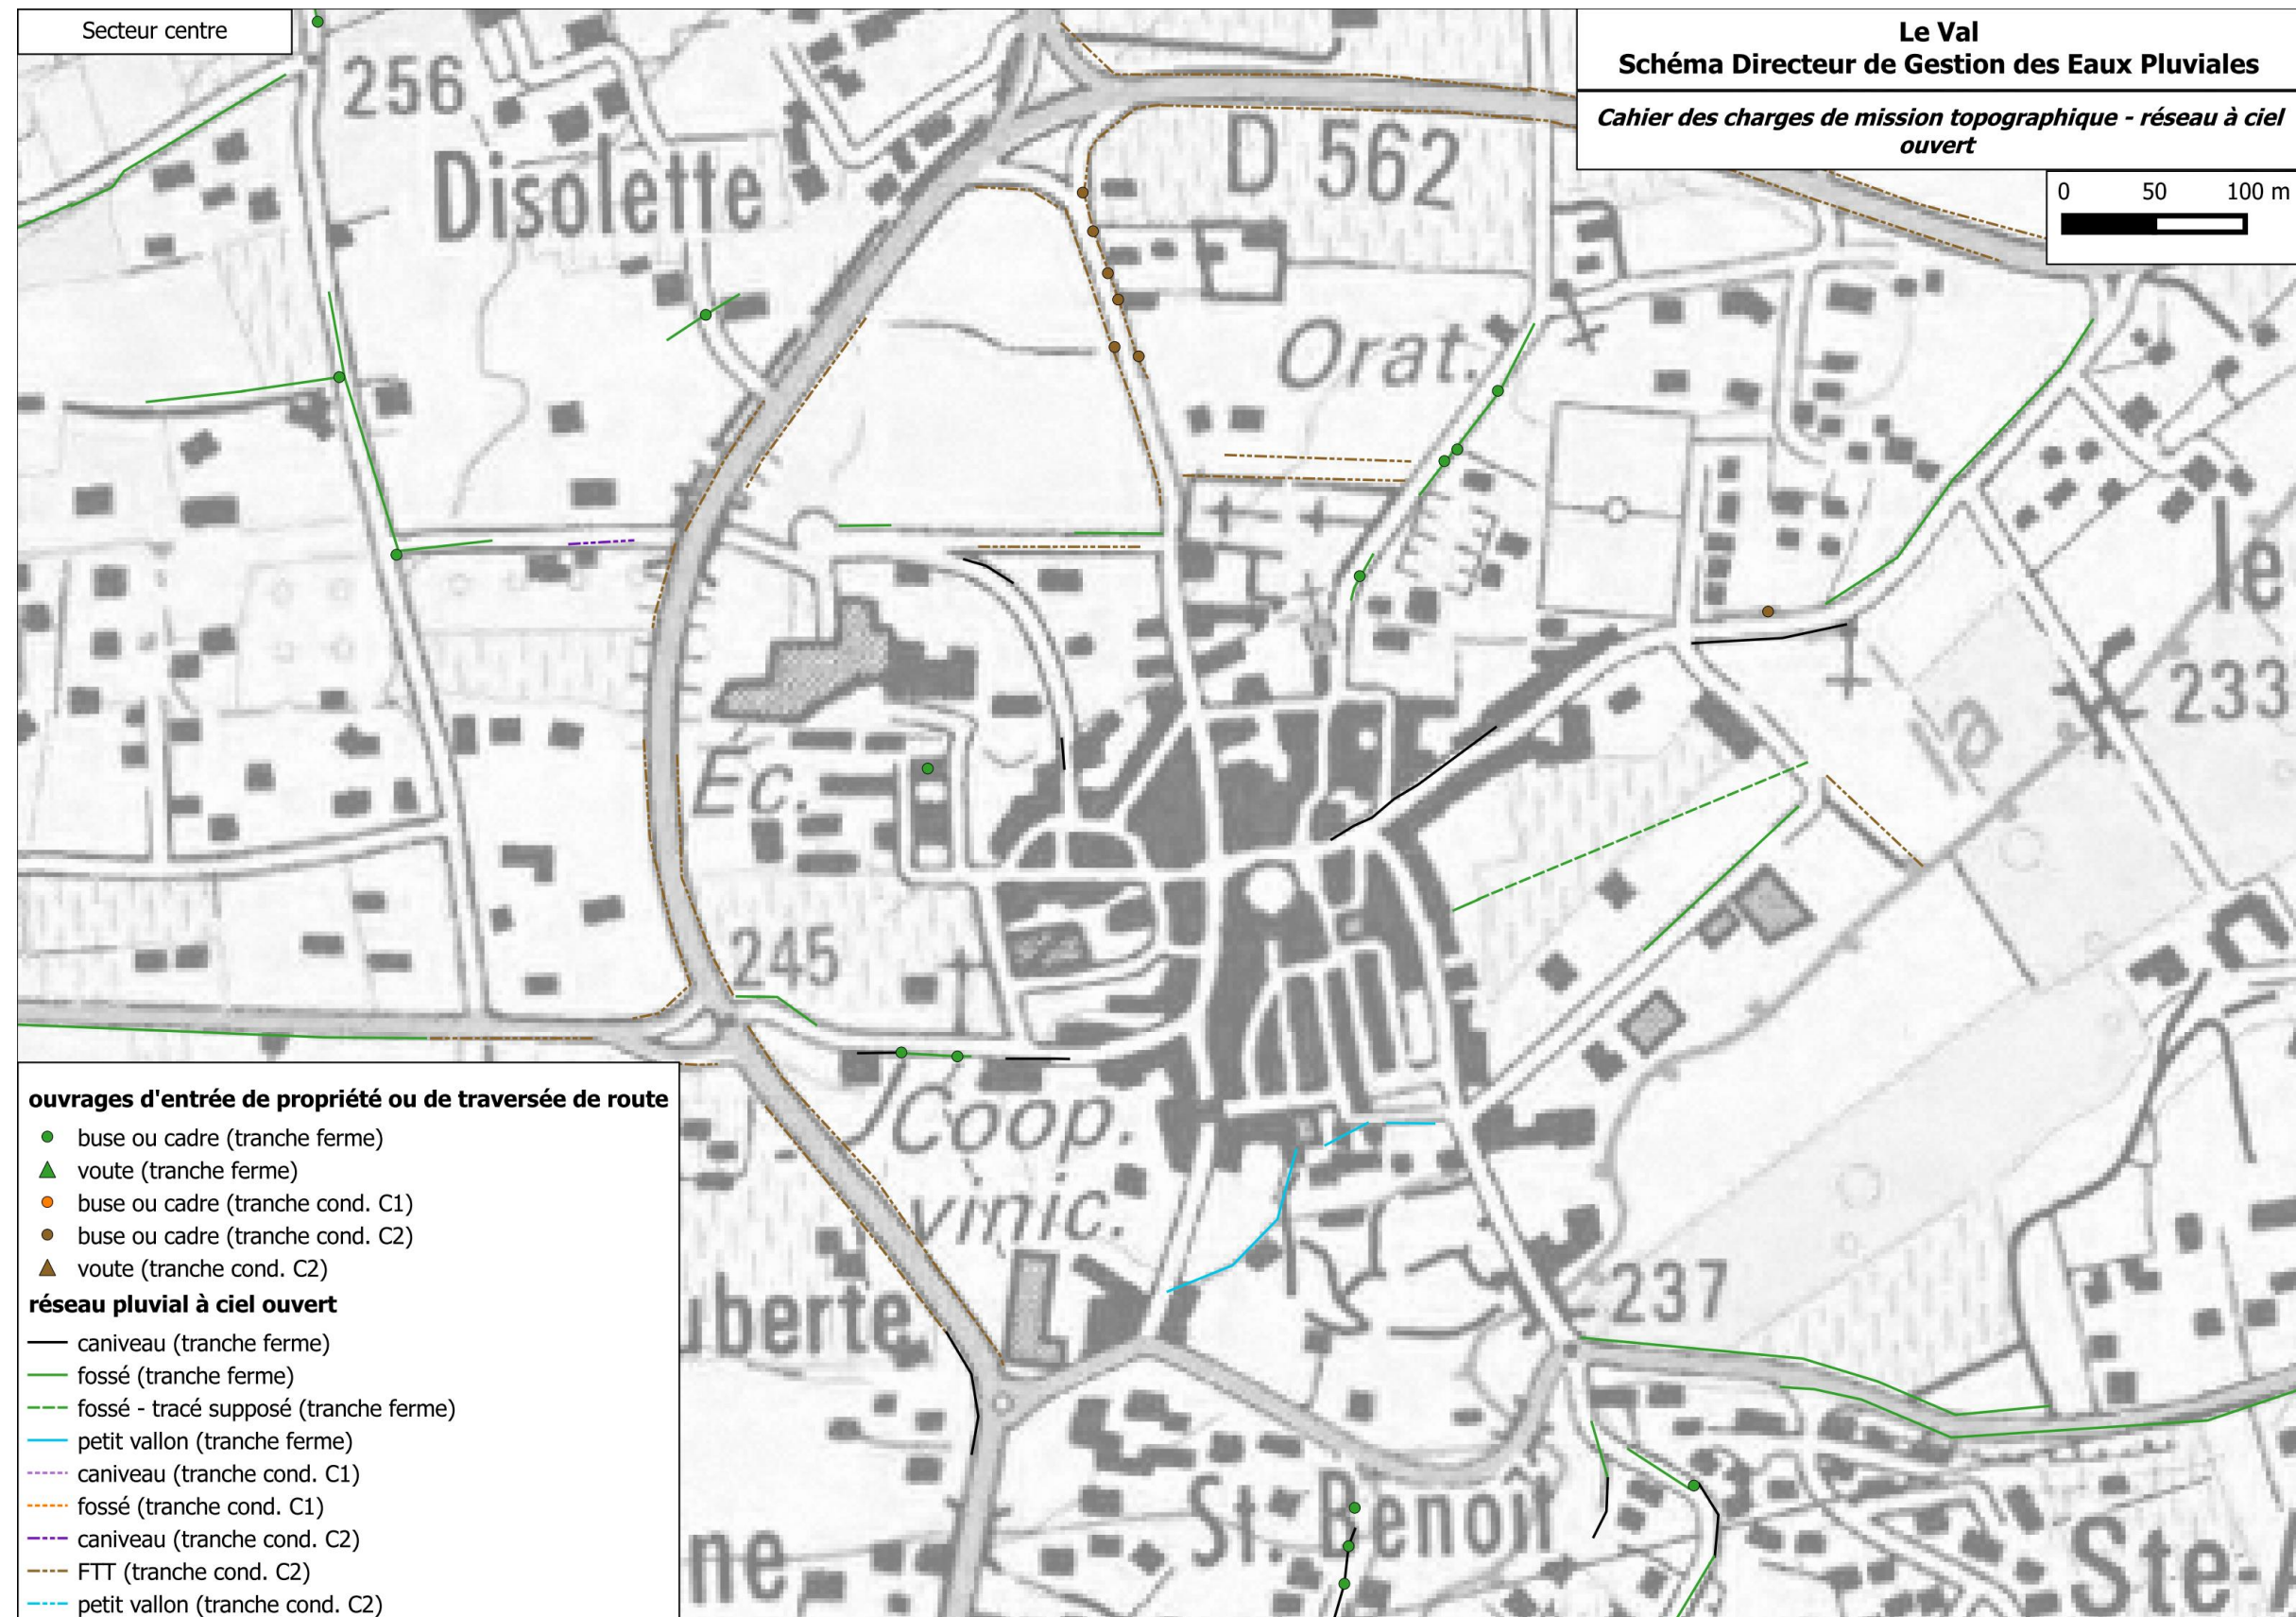 Secteur centre
Le Val
Schéma Directeur de Gestion des Eaux Pluviales
Cahier des charges de mission topographique - réseau à ciel
ouvert
0 50 100 m
256
Disolette
D 562
Orat.
le
233
Ec.
245
Coop.
vinic.
uberte
237
St. Benoit
ne
Ste-A
ouvrages d'entrée de propriété ou de traversée de route
buse ou cadre (tranche ferme)
voute (tranche ferme)
buse ou cadre (tranche cond. C1)
buse ou cadre (tranche cond. C2)
voute (tranche cond. C2)
réseau pluvial à ciel ouvert
caniveau (tranche ferme)
fossé (tranche ferme)
fossé - tracé supposé (tranche ferme)
petit vallon (tranche ferme)
caniveau (tranche cond. C1)
fossé (tranche cond. C1)
caniveau (tranche cond. C2)
FTT (tranche cond. C2)
petit vallon (tranche cond. C2)